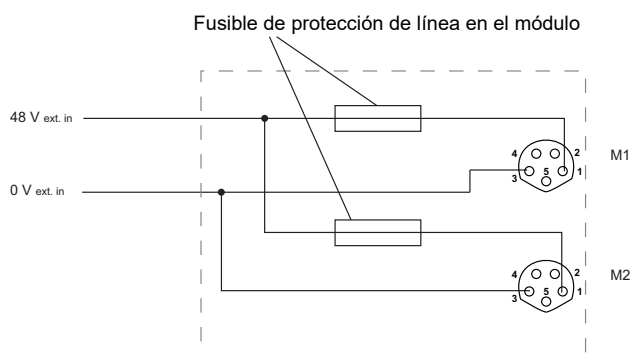 Fusible de protección de línea en el módulo
48 V ext. in
4 2
M1
3 5 1
0 V ext. in
4 2
M2
3 5 1